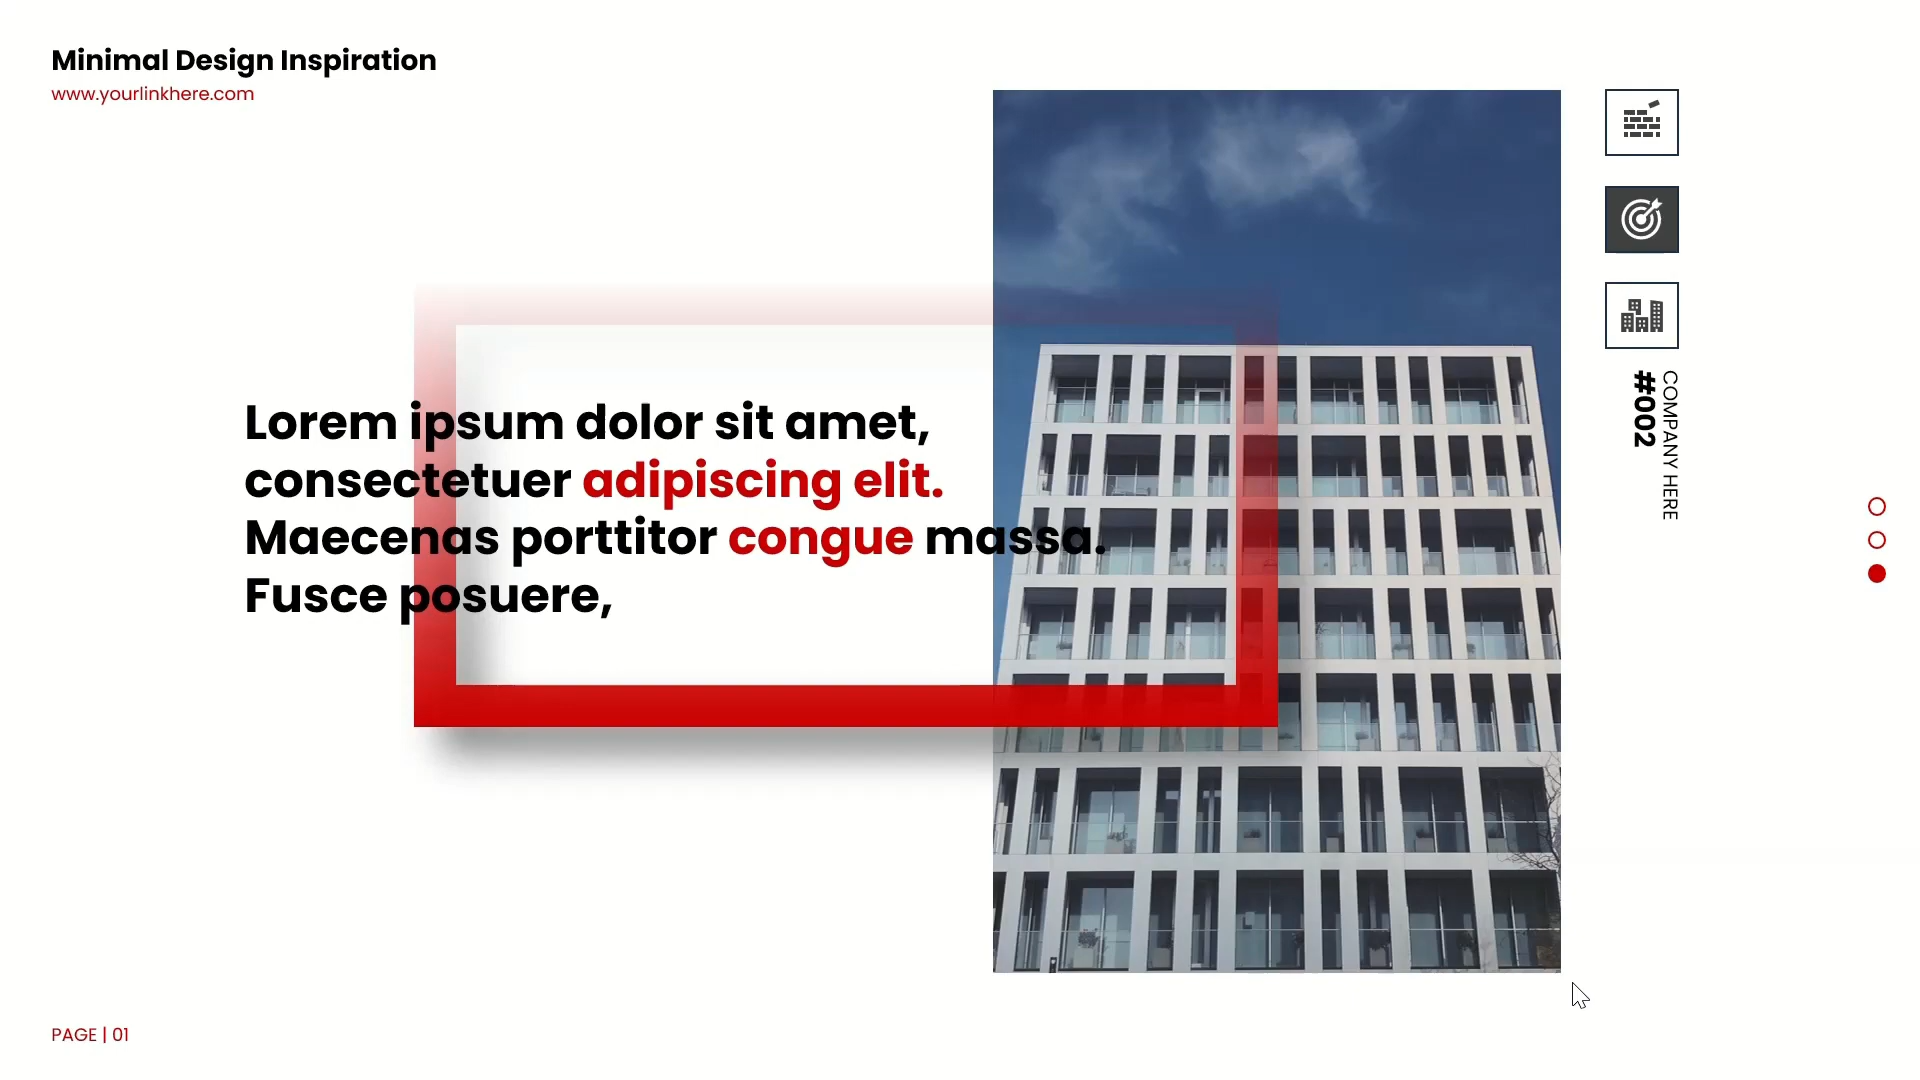 Minimal Design Inspiration
www.yourlinkhere.com
Lorem ipsum dolor sit amet,
consectetuer adipiscing elit.
Maecenas porttitor congue massa.
Fusce posuere,
COMPANY HERE
#002
PAGE | 01